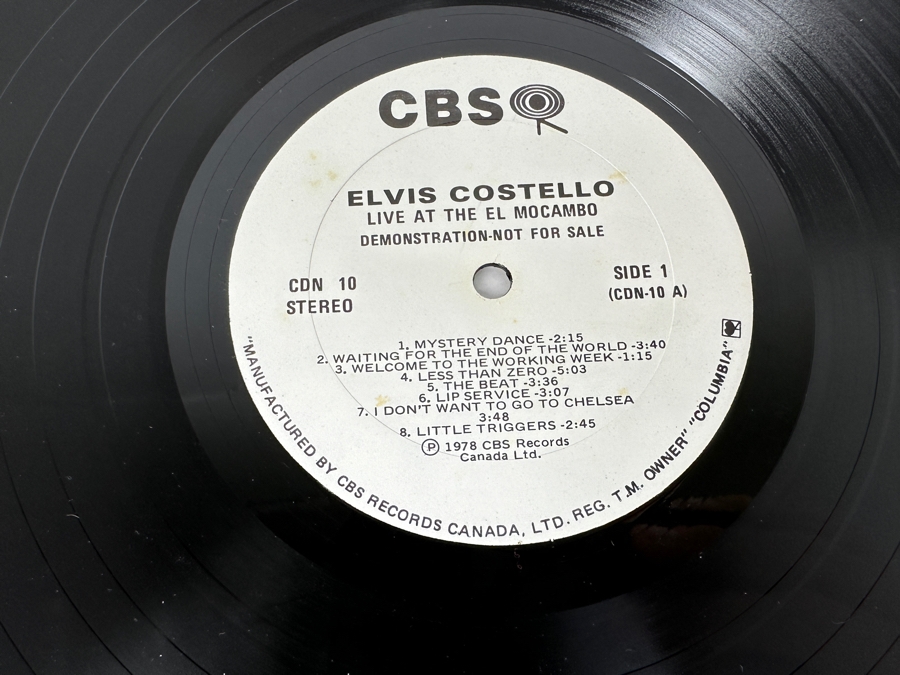 CBS
ELVIS COSTELLO
LIVE AT THE EL MOCAMBO
DEMONSTRATION-NOT FOR SALE
CDN 10
STEREO
SIDE 1
(CDN-10 A)
1. MYSTERY DANCE -2:15
2. WAITING FOR THE END OF THE WORLD -3:40
3. WELCOME TO THE WORKING WEEK -1:15
4. LESS THAN ZERO -5:03
5. THE BEAT -3:36
6. LIP SERVICE -3:07
7. I DON'T WANT TO GO TO CHELSEA
3:48
8. LITTLE TRIGGERS -2:45
Ⓟ 1978 CBS Records
Canada Ltd.
"MANUFACTURED BY CBS RECORDS CANADA, LTD. REG. T.M. OWNER" "COLUMBIA"